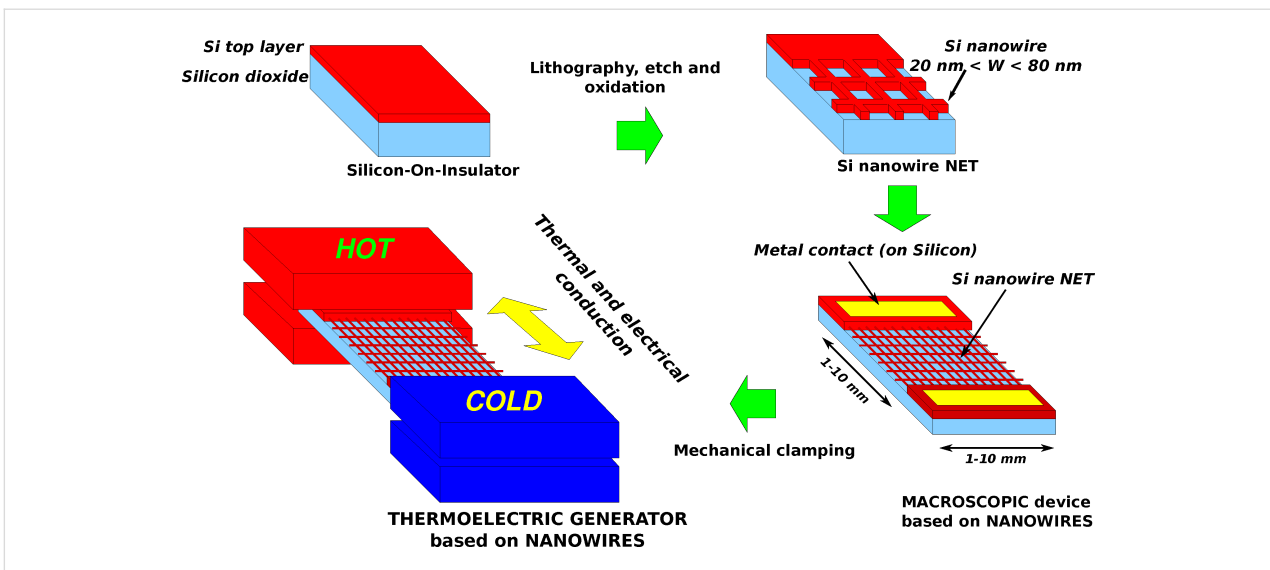 Si top layer
Silicon dioxide
Silicon-On-Insulator
Lithography, etch and
oxidation
Si nanowire
20 nm < W < 80 nm
Si nanowire NET
Metal contact (on Silicon)
Si nanowire NET
1-10 mm
1-10 mm
MACROSCOPIC device
based on NANOWIRES
Mechanical clamping
Thermal and electrical
conduction
HOT
COLD
THERMOELECTRIC GENERATOR
based on NANOWIRES